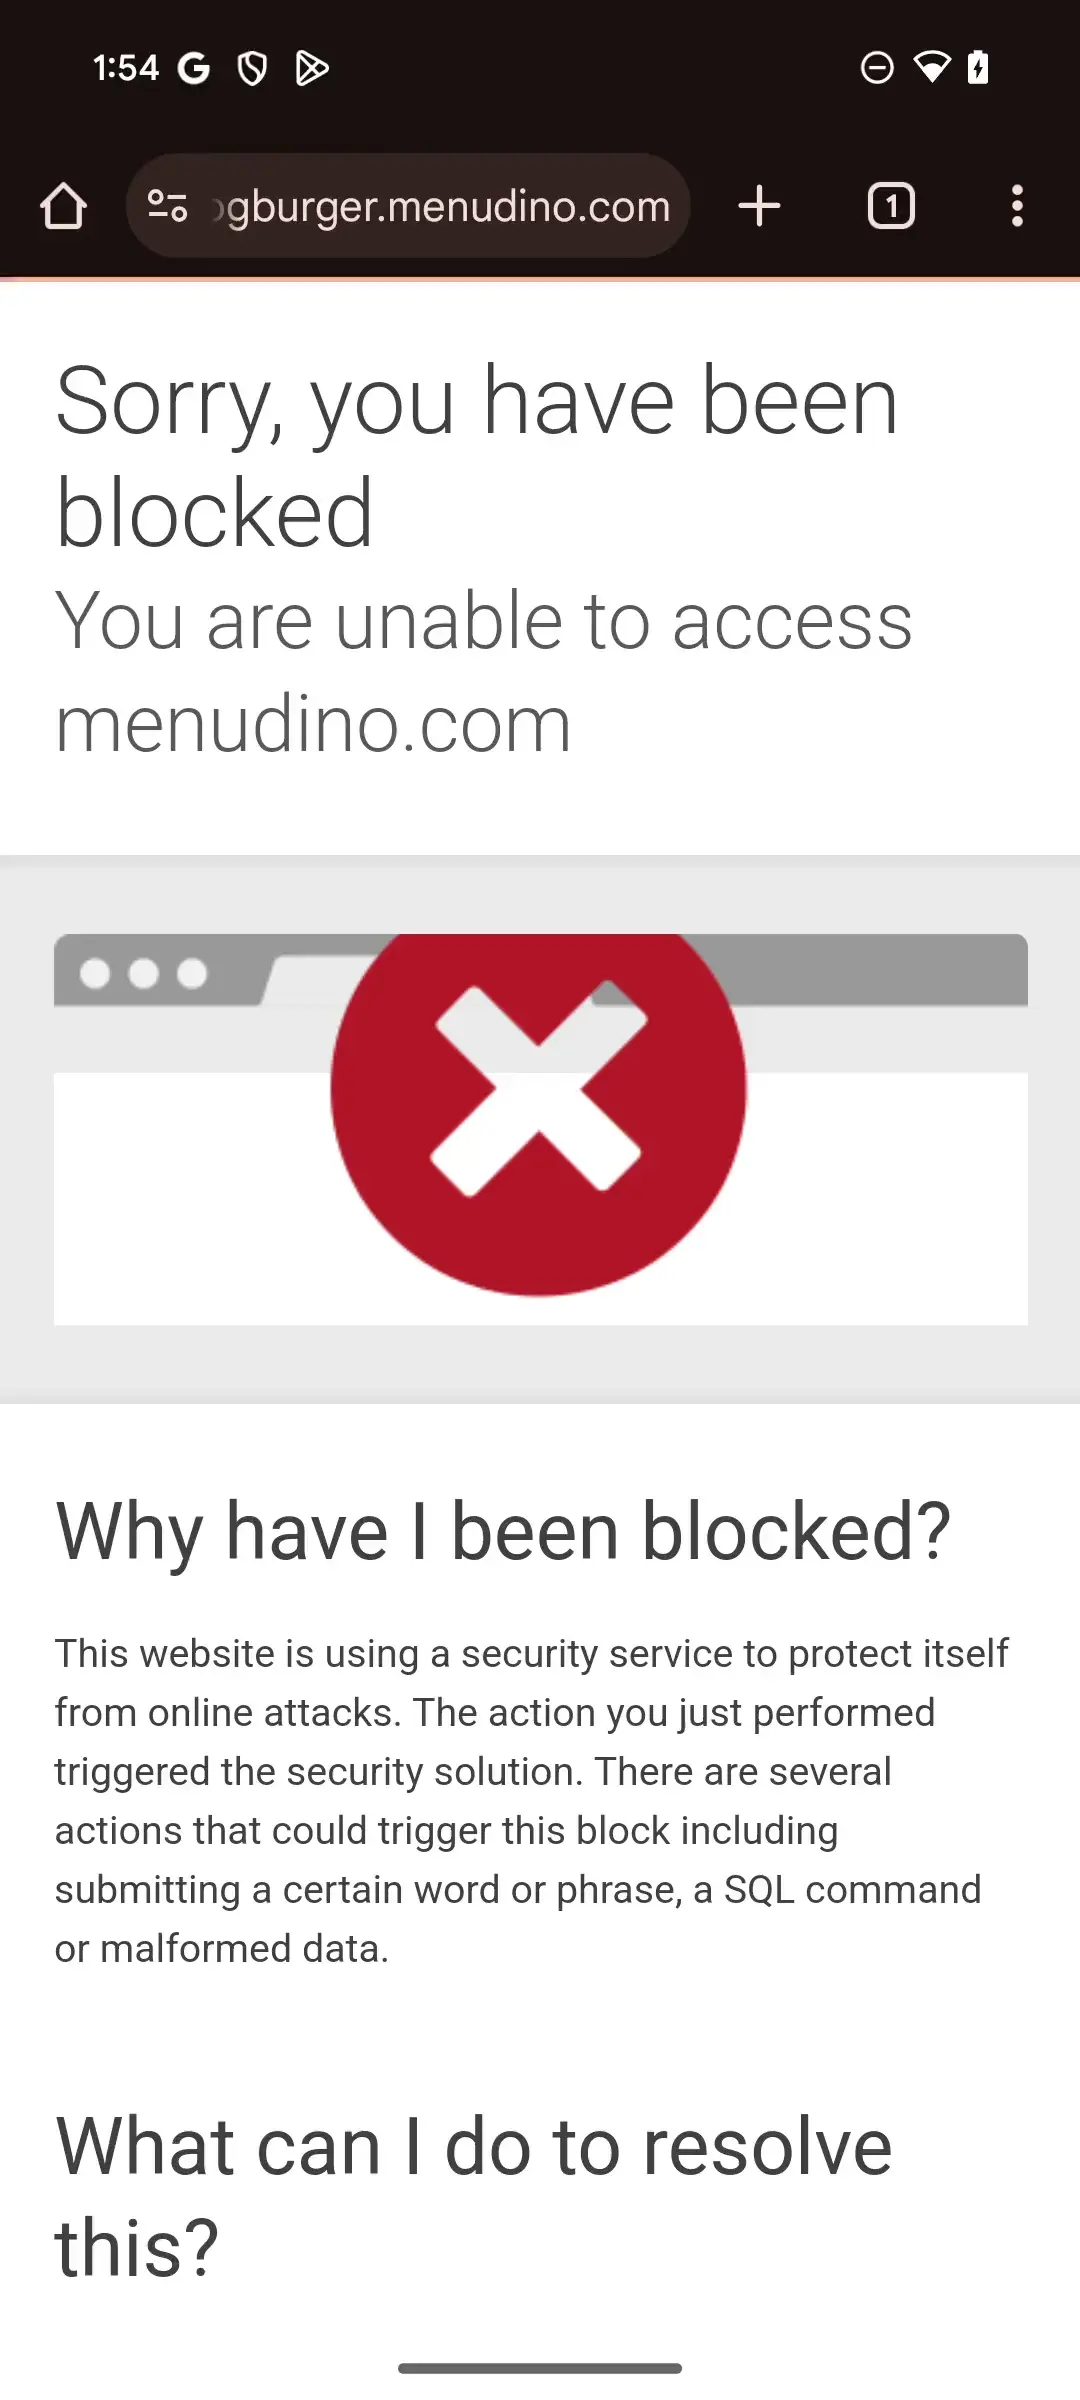 1:54
gburger.menudino.com
1
Sorry, you have been
blocked
You are unable to access
menudino.com
Why have I been blocked?
This website is using a security service to protect itself
from online attacks. The action you just performed
triggered the security solution. There are several
actions that could trigger this block including
submitting a certain word or phrase, a SQL command
or malformed data.
What can I do to resolve
this?